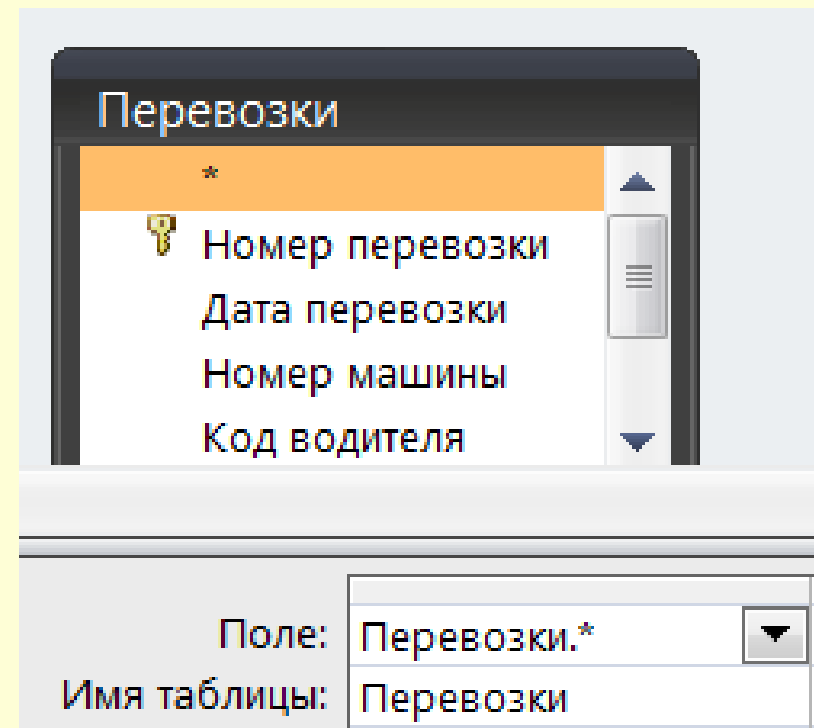 Перевозки
*
Номер перевозки
Дата перевозки
Номер машины
Код водителя
Поле: Перевозки.*
Имя таблицы: Перевозки